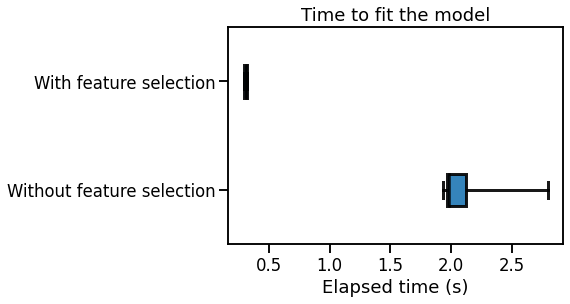 Time to fit the model
With feature selection
Without feature selection
0.5 1.0 1.5 2.0 2.5
Elapsed time (s)